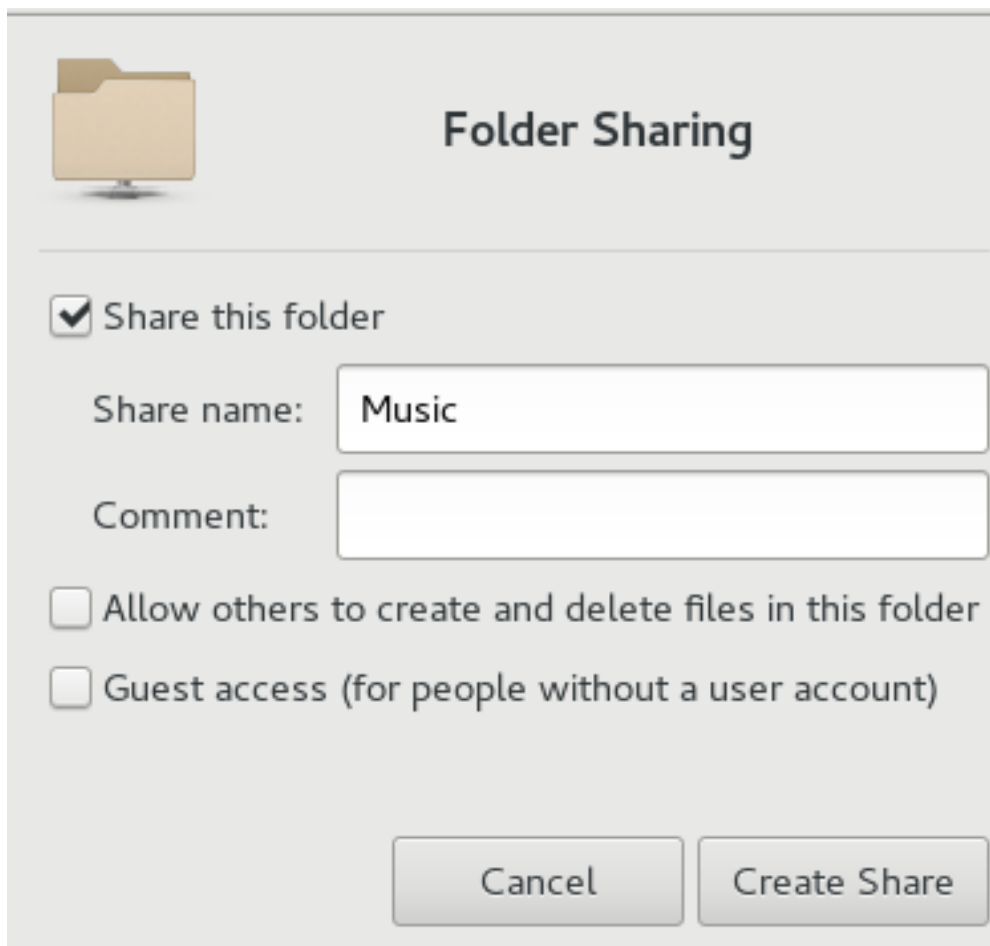 Folder Sharing
Share this folder
Share name: Music
Comment:
Allow others to create and delete files in this folder
Guest access (for people without a user account)
Cancel Create Share